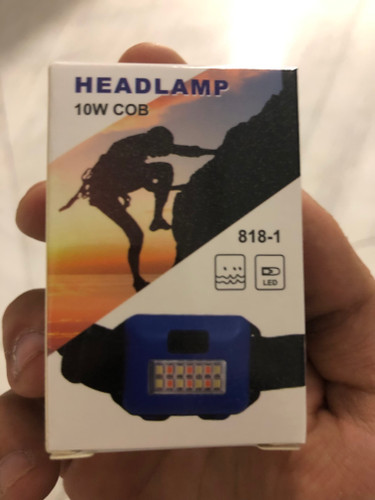 HEADLAMP
10W COB
818-1
LED